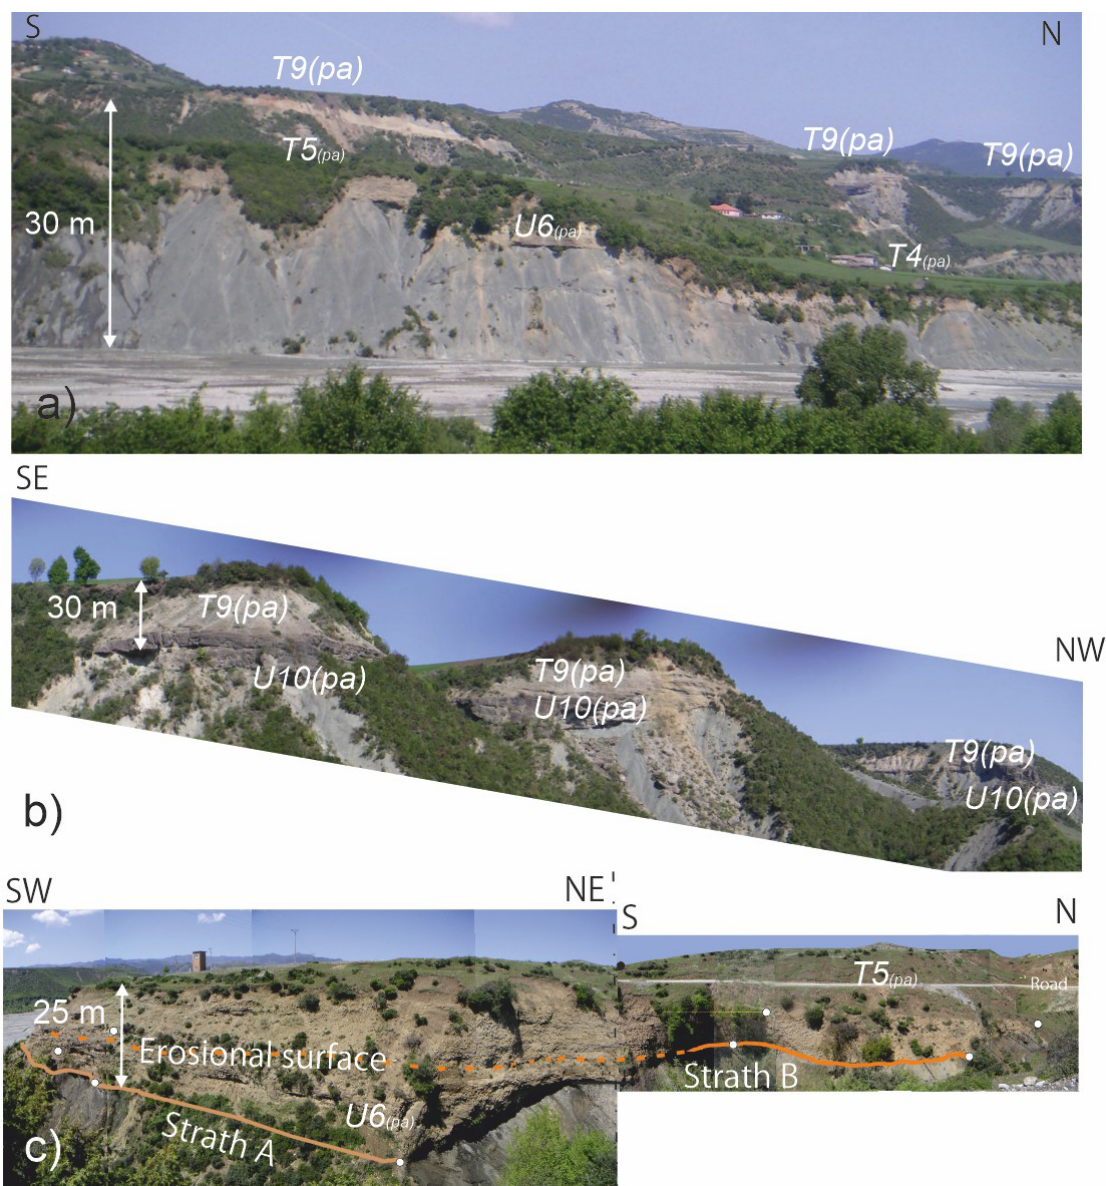 S
N
T9(pa)
T5(pa)
T9(pa)
T9(pa)
30 m
U6(pa)
T4(pa)
a)
SE
30 m
T9(pa)
NW
U10(pa)
T9(pa)
U10(pa)
T9(pa)
U10(pa)
b)
SW
NE
S
N
T5(pa)
Road
25 m
Erosional surface
Strath B
U6(pa)
Strath A
c)